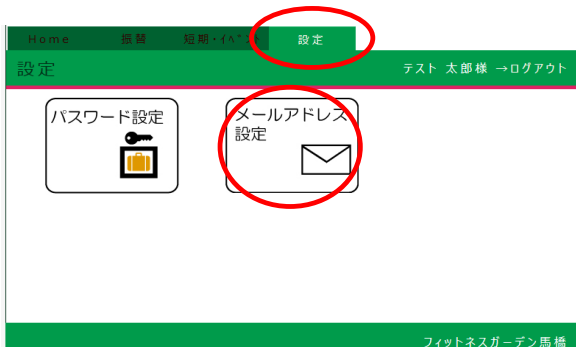 Home 振替 短期・ｲﾍﾞﾝﾄ 設定
設定 テスト 太郎様 →ログアウト
パスワード設定
メールアドレス
設定
フィットネスガーデン馬橋